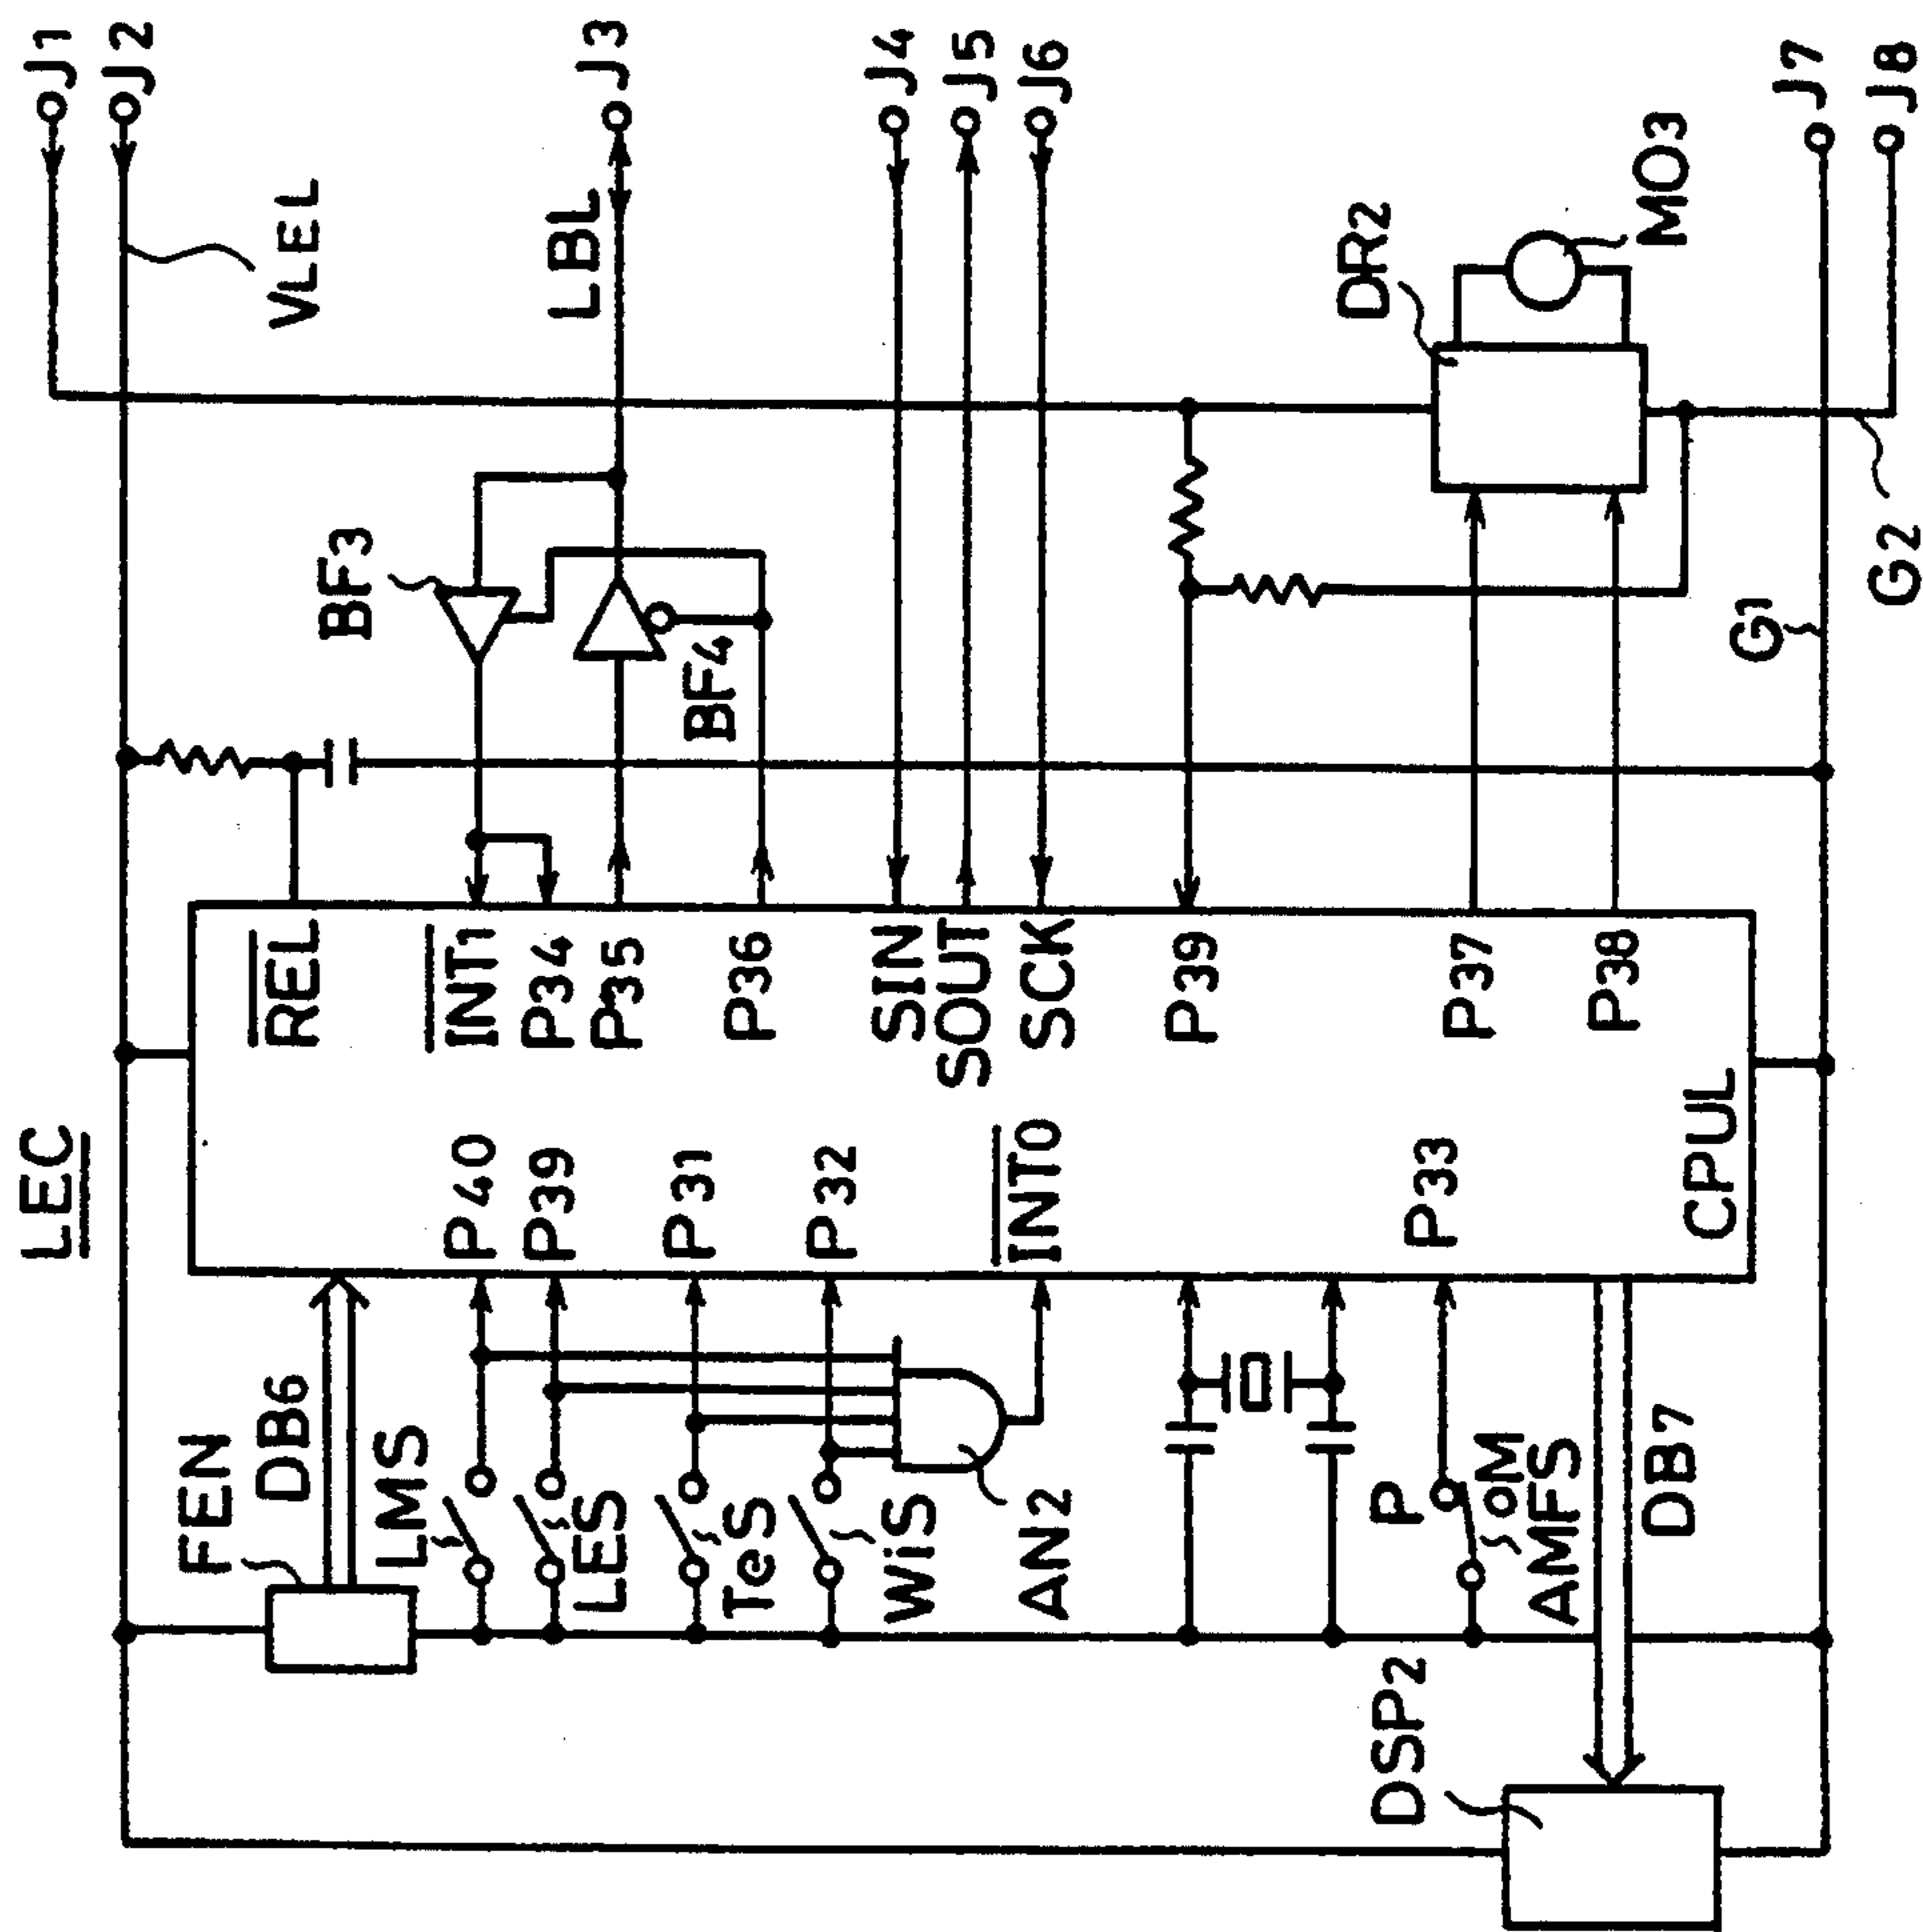 LEC
J1
J2
VLEL
J3
LBL
J4
J5
J6
J7
J8
MO3
DR2
G2
G1
BF3
BF4
REL
INT1
P34
P35
P36
SIN
SOUT
SCK
P39
P37
P38
CPUL
P40
P39
P31
P32
INT0
P33
FEN
DB6
LMS
LES
TeS
WiS
AN2
P
M
AMFS
DB7
DSP2